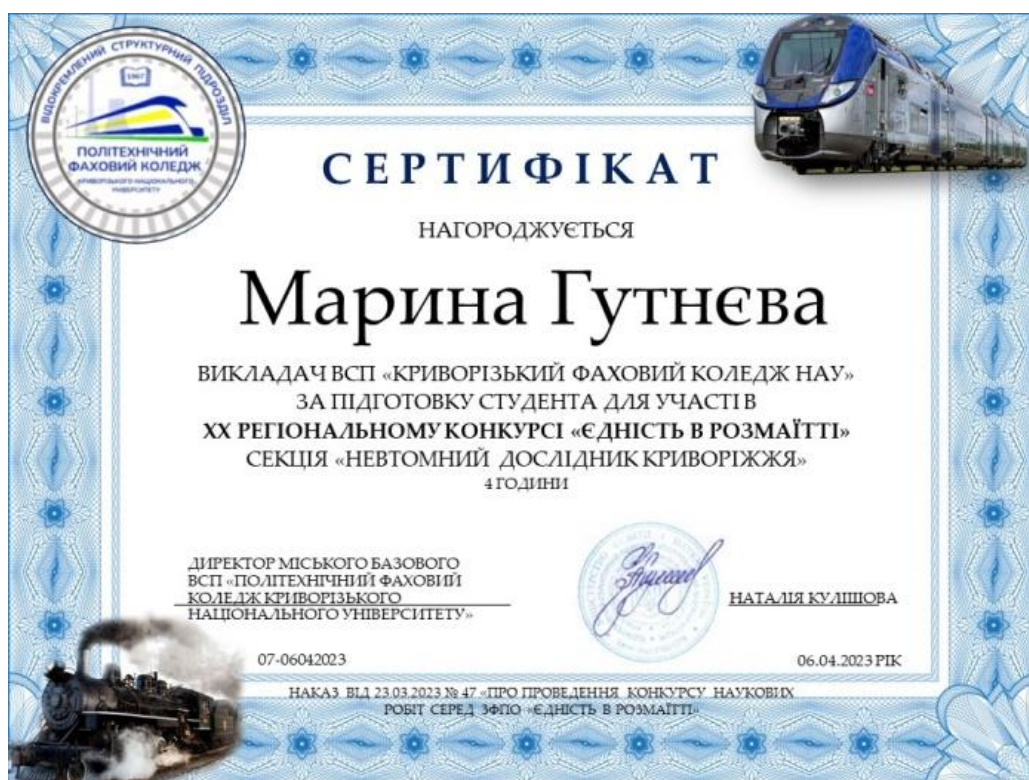 ВІДОКРЕМЛЕНИЙ СТРУКТУРНИЙ ПІДРОЗДІЛ
1967
ПОЛІТЕХНІЧНИЙ
ФАХОВИЙ КОЛЕДЖ
КРИВОРІЗЬКОГО НАЦІОНАЛЬНОГО
УНІВЕРСИТЕТУ
СЕРТИФІКАТ
НАГОРОДЖУЄТЬСЯ
Марина Гутнєва
ВИКЛАДАЧ ВСП «КРИВОРІЗЬКИЙ ФАХОВИЙ КОЛЕДЖ НАУ»
ЗА ПІДГОТОВКУ СТУДЕНТА ДЛЯ УЧАСТІ В
XX РЕГІОНАЛЬНОМУ КОНКУРСІ «ЄДНІСТЬ В РОЗМАЇТТІ»
СЕКЦІЯ «НЕВТОМНИЙ ДОСЛІДНИК КРИВОРІЖЖЯ»
4 ГОДИНИ
ДИРЕКТОР МІСЬКОГО БАЗОВОГО
ВСП «ПОЛІТЕХНІЧНИЙ ФАХОВИЙ
КОЛЕДЖ КРИВОРІЗЬКОГО
НАЦІОНАЛЬНОГО УНІВЕРСИТЕТУ»
НАТАЛІЯ КУЛІШОВА
07-06042023
06.04.2023 РІК
НАКАЗ ВІД 23.03.2023 № 47 «ПРО ПРОВЕДЕННЯ КОНКУРСУ НАУКОВИХ
РОБІТ СЕРЕД ЗФПО «ЄДНІСТЬ В РОЗМАЇТТІ»